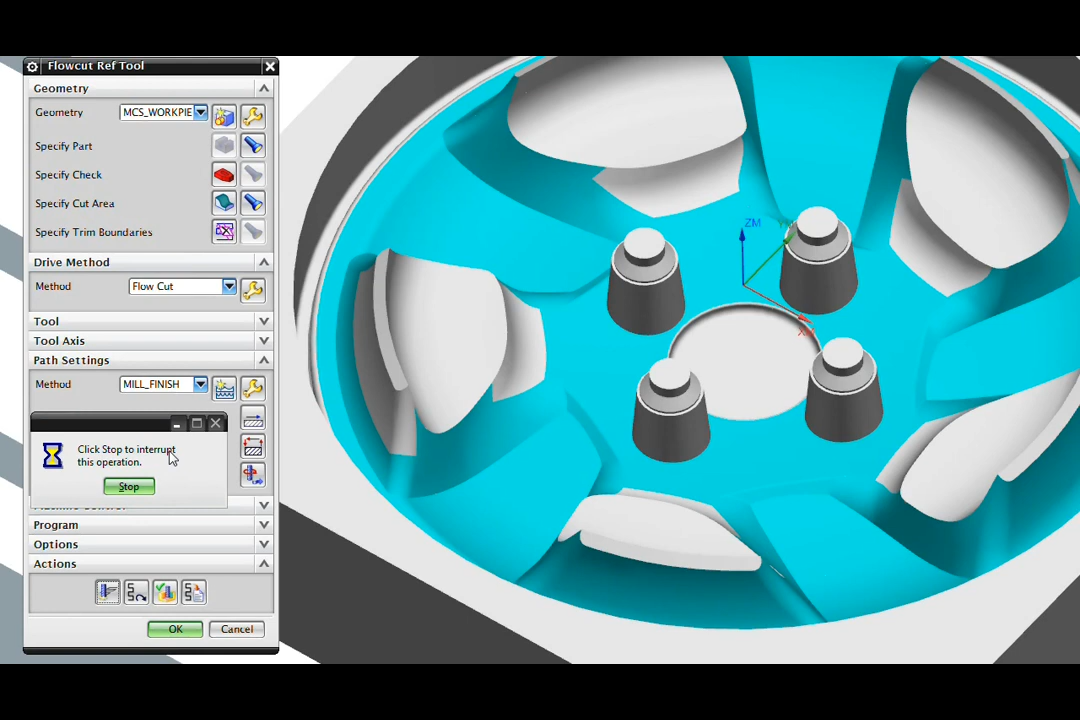 Flowcut Ref Tool
Geometry
Geometry MCS_WORKPIE
Specify Part
Specify Check
Specify Cut Area
Specify Trim Boundaries
Drive Method
Method Flow Cut
Tool
Tool Axis
Path Settings
Method MILL_FINISH
Click Stop to interrupt
this operation.
Stop
Program
Options
Actions
OK Cancel
ZM